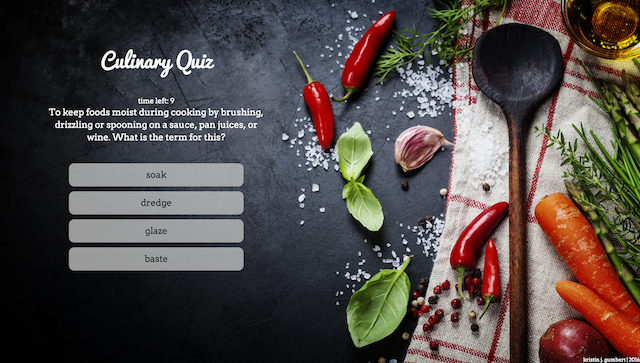 Culinary Quiz
time left: 9
To keep foods moist during cooking by brushing,
drizzling or spooning on a sauce, pan juices, or
wine. What is the term for this?
soak
dredge
glaze
baste
kristin j. gumbert | 2016